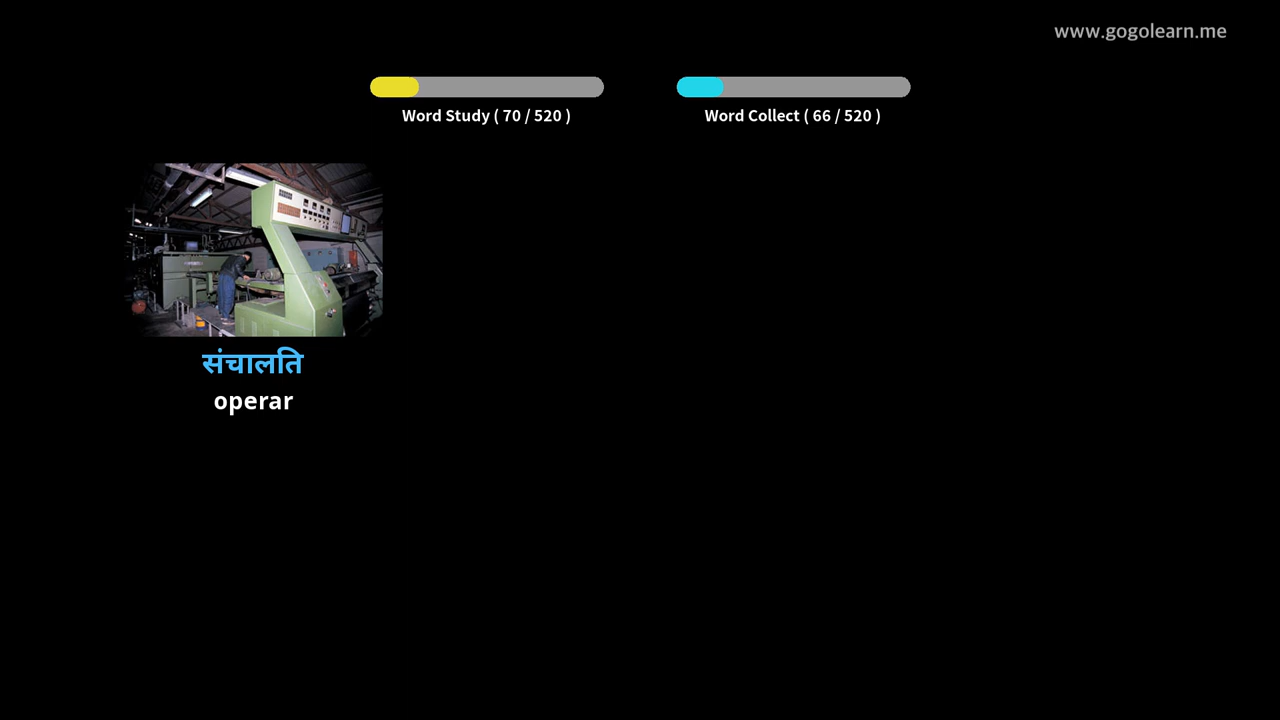 www.gogolearn.me
Word Study ( 70 / 520 )
Word Collect ( 66 / 520 )
संचालति
operar